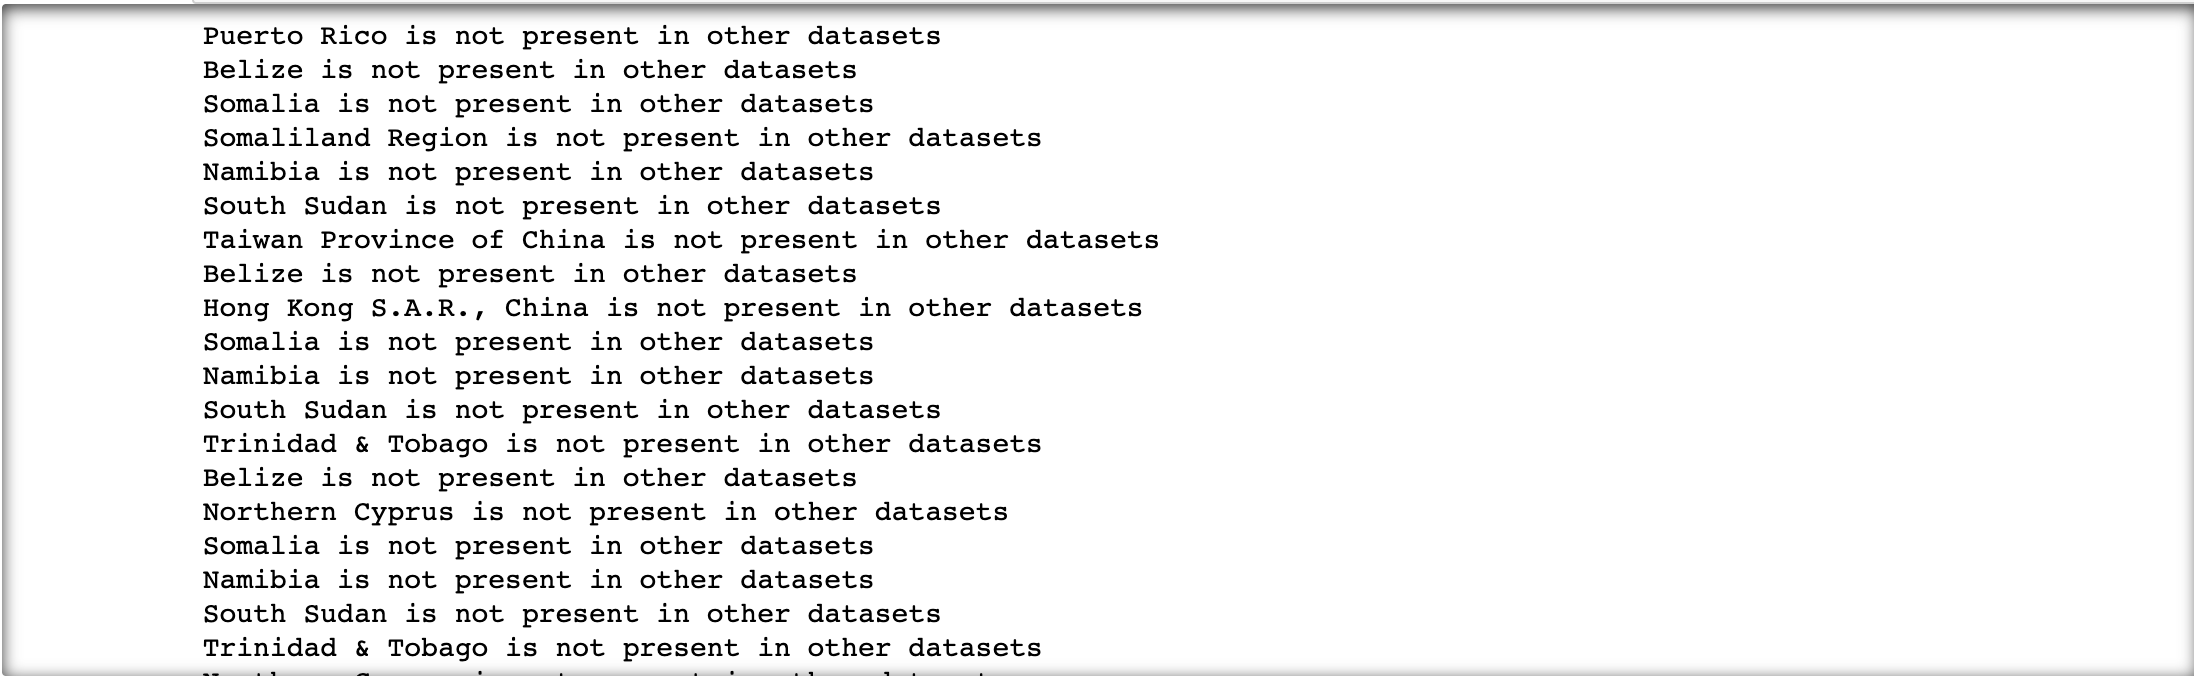 Puerto Rico is not present in other datasets
Belize is not present in other datasets
Somalia is not present in other datasets
Somaliland Region is not present in other datasets
Namibia is not present in other datasets
South Sudan is not present in other datasets
Taiwan Province of China is not present in other datasets
Belize is not present in other datasets
Hong Kong S.A.R., China is not present in other datasets
Somalia is not present in other datasets
Namibia is not present in other datasets
South Sudan is not present in other datasets
Trinidad & Tobago is not present in other datasets
Belize is not present in other datasets
Northern Cyprus is not present in other datasets
Somalia is not present in other datasets
Namibia is not present in other datasets
South Sudan is not present in other datasets
Trinidad & Tobago is not present in other datasets